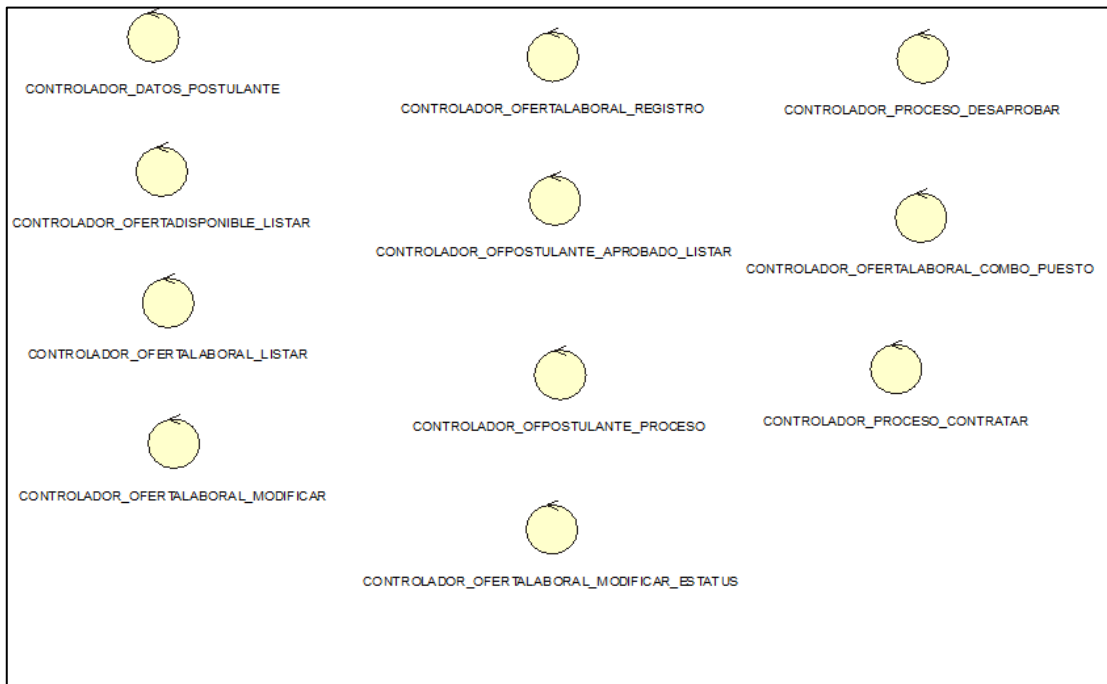 CONTROLADOR_DATOS_POSTULANTE
CONTROLADOR_OFERTALABORAL_REGISTRO
CONTROLADOR_PROCESO_DESAPROBAR
CONTROLADOR_OFERTADISPONIBLE_LISTAR
CONTROLADOR_OFPOSTULANTE_APROBADO_LISTAR
CONTROLADOR_OFERTALABORAL_COMBO_PUESTO
CONTROLADOR_OFERTALABORAL_LISTAR
CONTROLADOR_OFPOSTULANTE_PROCESO
CONTROLADOR_PROCESO_CONTRATAR
CONTROLADOR_OFERTALABORAL_MODIFICAR
CONTROLADOR_OFERTALABORAL_MODIFICAR_ESTATUS